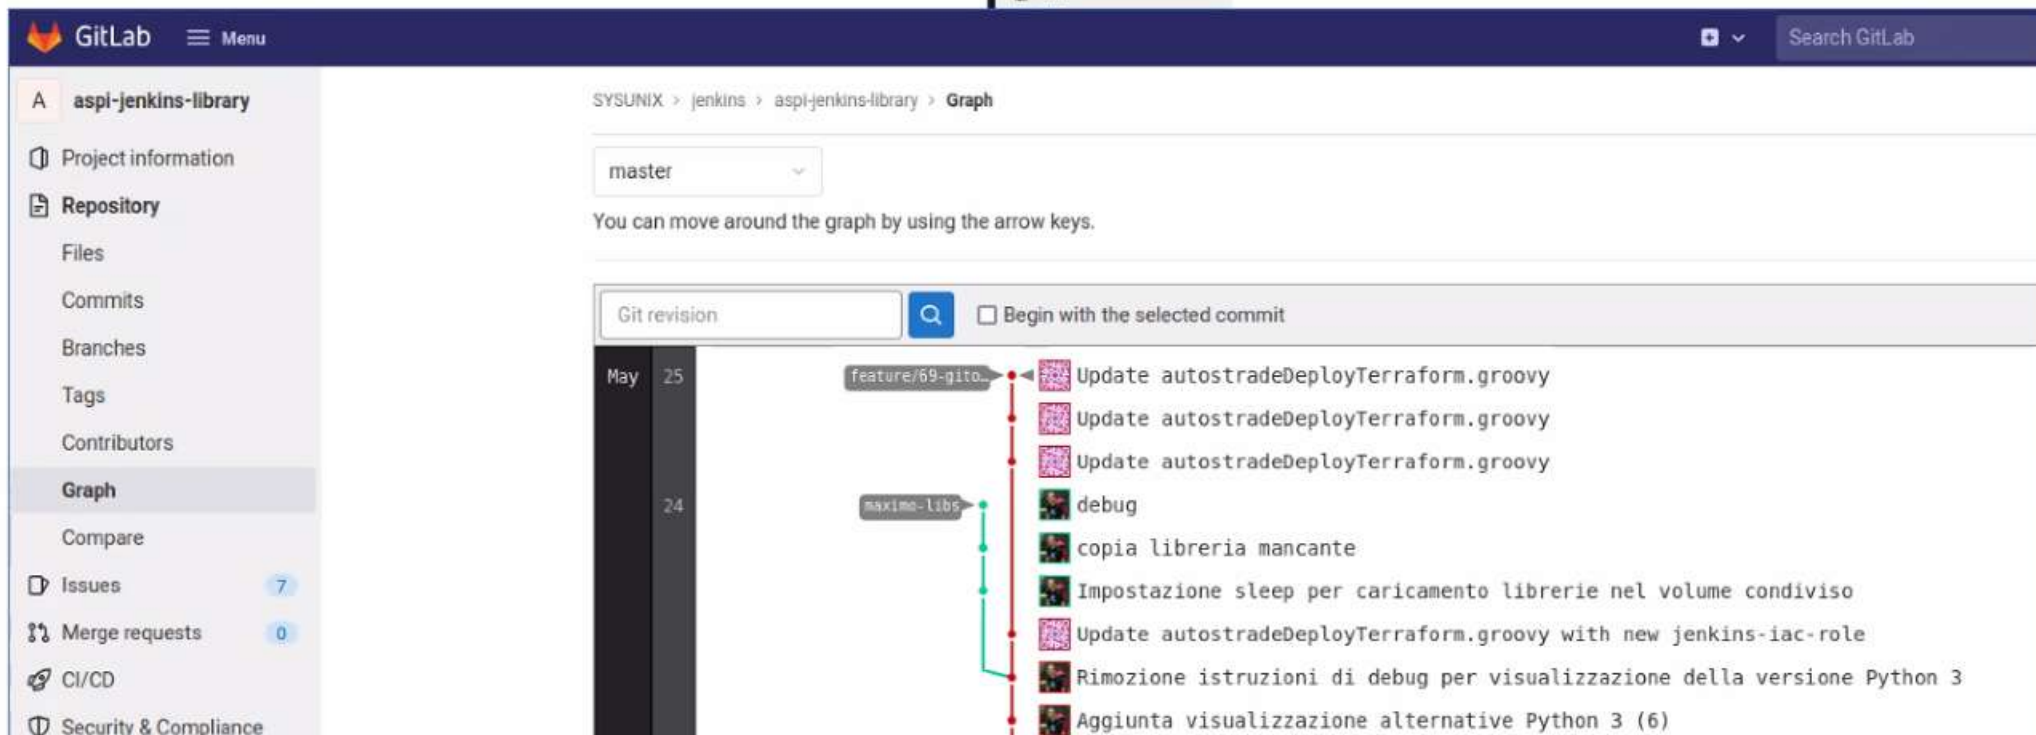 GitLab Menu Search GitLab
A aspi-jenkins-library
Project information
Repository
Files
Commits
Branches
Tags
Contributors
Graph
Compare
Issues 7
Merge requests 0
CI/CD
Security & Compliance
SYSUNIX > jenkins > aspi-jenkins-library > Graph
master
You can move around the graph by using the arrow keys.
Git revision Begin with the selected commit
May 25 feature/69-gito… Update autostradeDeployTerraform.groovy
Update autostradeDeployTerraform.groovy
Update autostradeDeployTerraform.groovy
24 maximo-libs debug
copia libreria mancante
Impostazione sleep per caricamento librerie nel volume condiviso
Update autostradeDeployTerraform.groovy with new jenkins-iac-role
Rimozione istruzioni di debug per visualizzazione della versione Python 3
Aggiunta visualizzazione alternative Python 3 (6)